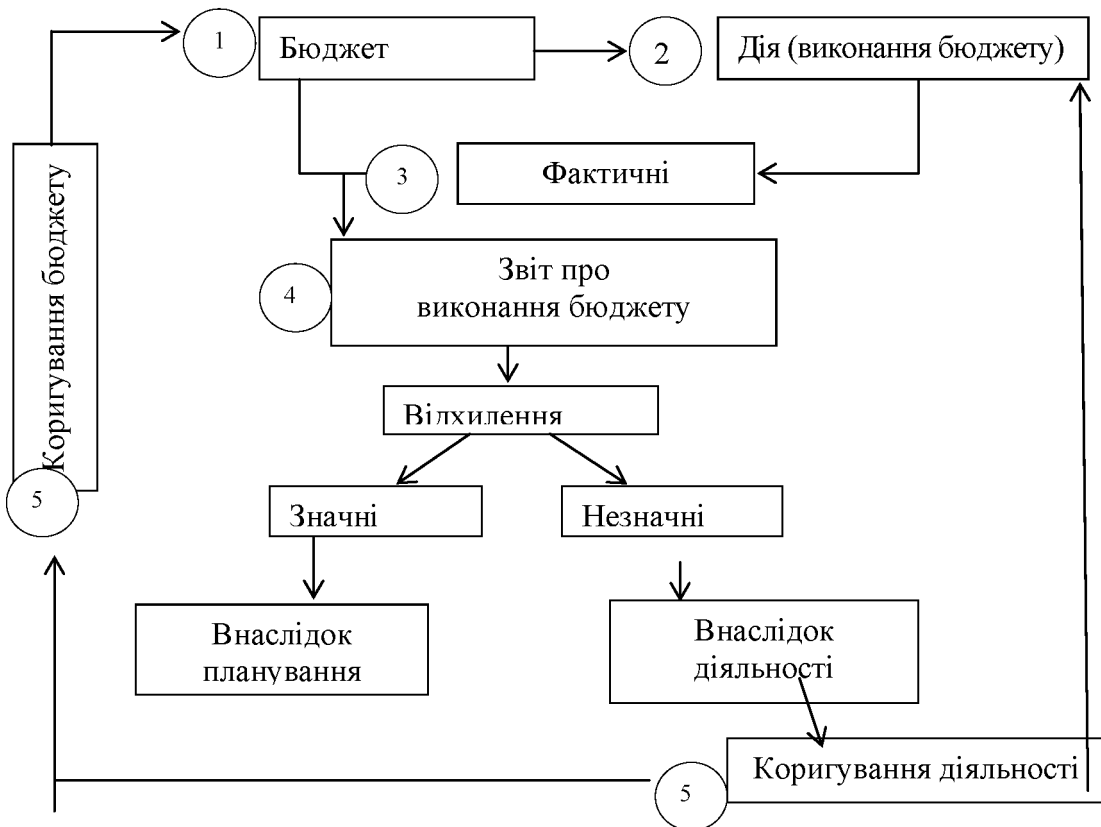 1
Бюджет
2
Дія (виконання бюджету)
3
Фактичні
Коригування бюджету
4
Звіт про
виконання бюджету
Відхилення
5
Значні
Незначні
Внаслідок
планування
Внаслідок
діяльності
5
Коригування діяльності